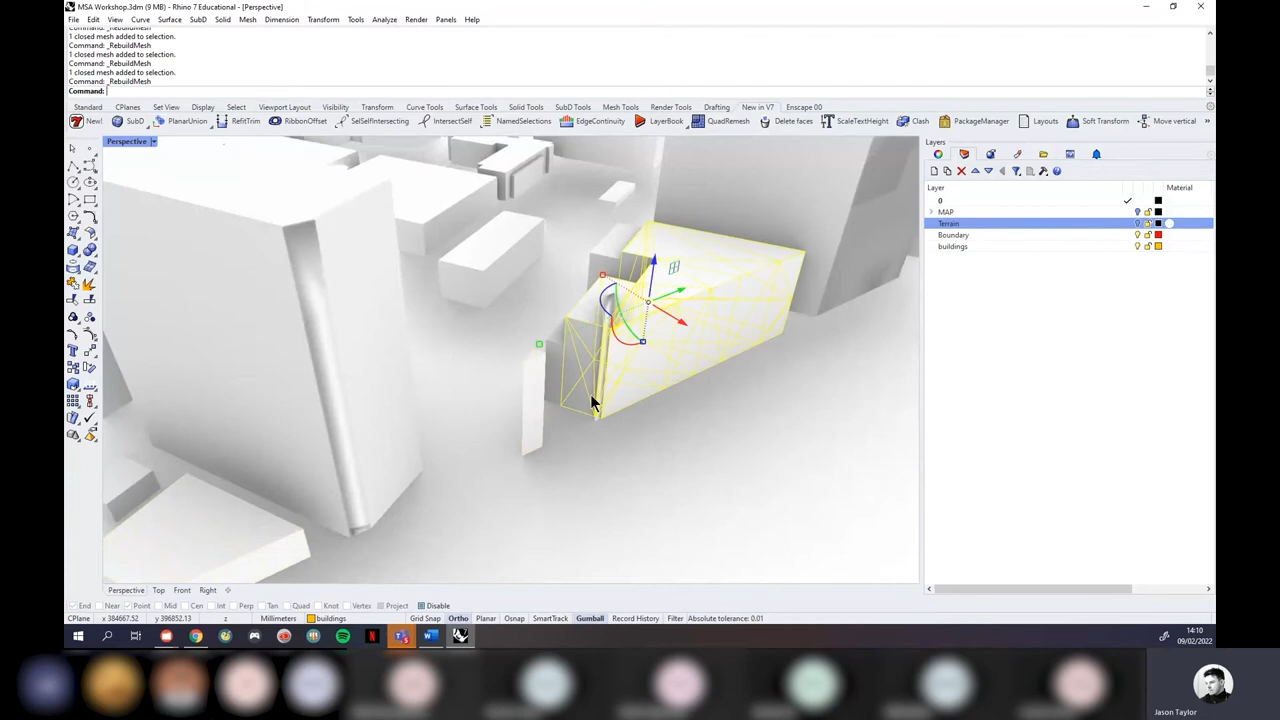 MSA Workshop.3dm (9 MB) - Rhino 7 Educational - [Perspective]
File Edit View Curve Surface SubD Solid Mesh Dimension Transform Tools Analyze Render Panels Help
Command: _RebuildMesh
1 closed mesh added to selection.
Command: _RebuildMesh
1 closed mesh added to selection.
Command: _RebuildMesh
1 closed mesh added to selection.
Command: _RebuildMesh
Command:
Standard CPlanes Set View Display Select Viewport Layout Visibility Transform Curve Tools Surface Tools Solid Tools SubD Tools Mesh Tools Render Tools Drafting New in V7 Enscape 00
New! SubD PlanarUnion RefitTrim RibbonOffset SelSelfIntersecting IntersectSelf NamedSelections EdgeContinuity LayerBook QuadRemesh Delete faces ScaleTextHeight Clash PackageManager Layouts Soft Transform Move vertical »
Perspective
Layers
Layer Material
0
MAP
Terrain
Boundary
buildings
Perspective Top Front Right
End Near Point Mid Cen Int Perp Tan Quad Knot Vertex Project Disable
CPlane x 384667.52 y 396852.13 z Millimeters buildings Grid Snap Ortho Planar Osnap SmartTrack Gumball Record History Filter Absolute tolerance: 0.01
14:10
09/02/2022
Jason Taylor